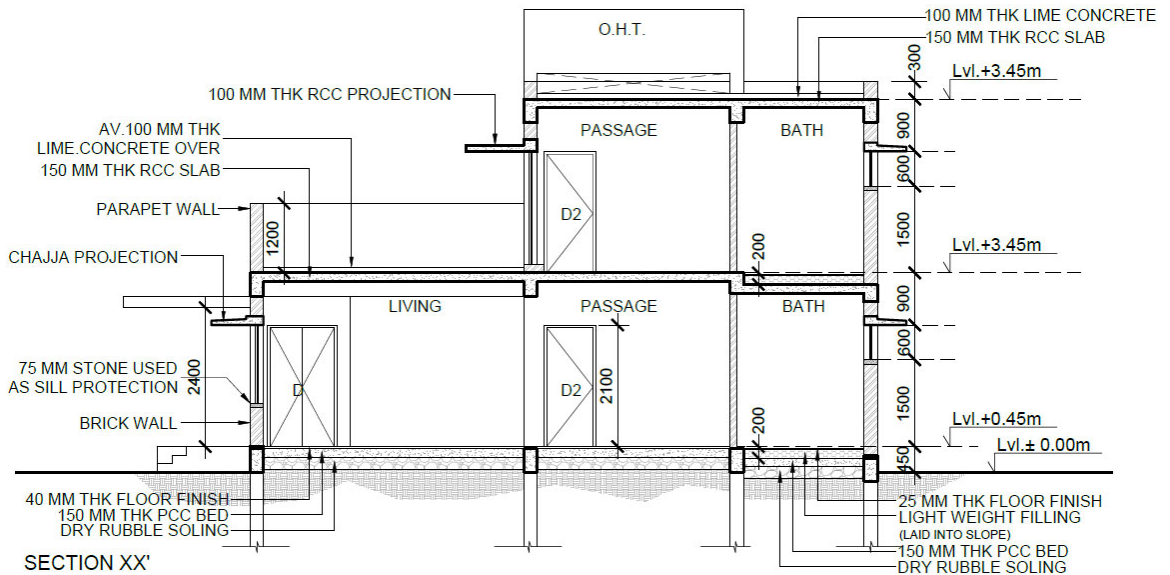 O.H.T.
100 MM THK LIME CONCRETE
150 MM THK RCC SLAB
300
Lvl.+3.45m
100 MM THK RCC PROJECTION
AV.100 MM THK
LIME.CONCRETE OVER
150 MM THK RCC SLAB
PASSAGE
BATH
900
600
PARAPET WALL
D2
1200
1500
CHAJJA PROJECTION
200
Lvl.+3.45m
LIVING
PASSAGE
BATH
900
600
75 MM STONE USED
AS SILL PROTECTION
2400
D
D2
2100
1500
BRICK WALL
200
Lvl.+0.45m
Lvl.± 0.00m
450
40 MM THK FLOOR FINISH
150 MM THK PCC BED
DRY RUBBLE SOLING
25 MM THK FLOOR FINISH
LIGHT WEIGHT FILLING
(LAID INTO SLOPE)
150 MM THK PCC BED
DRY RUBBLE SOLING
SECTION XX'